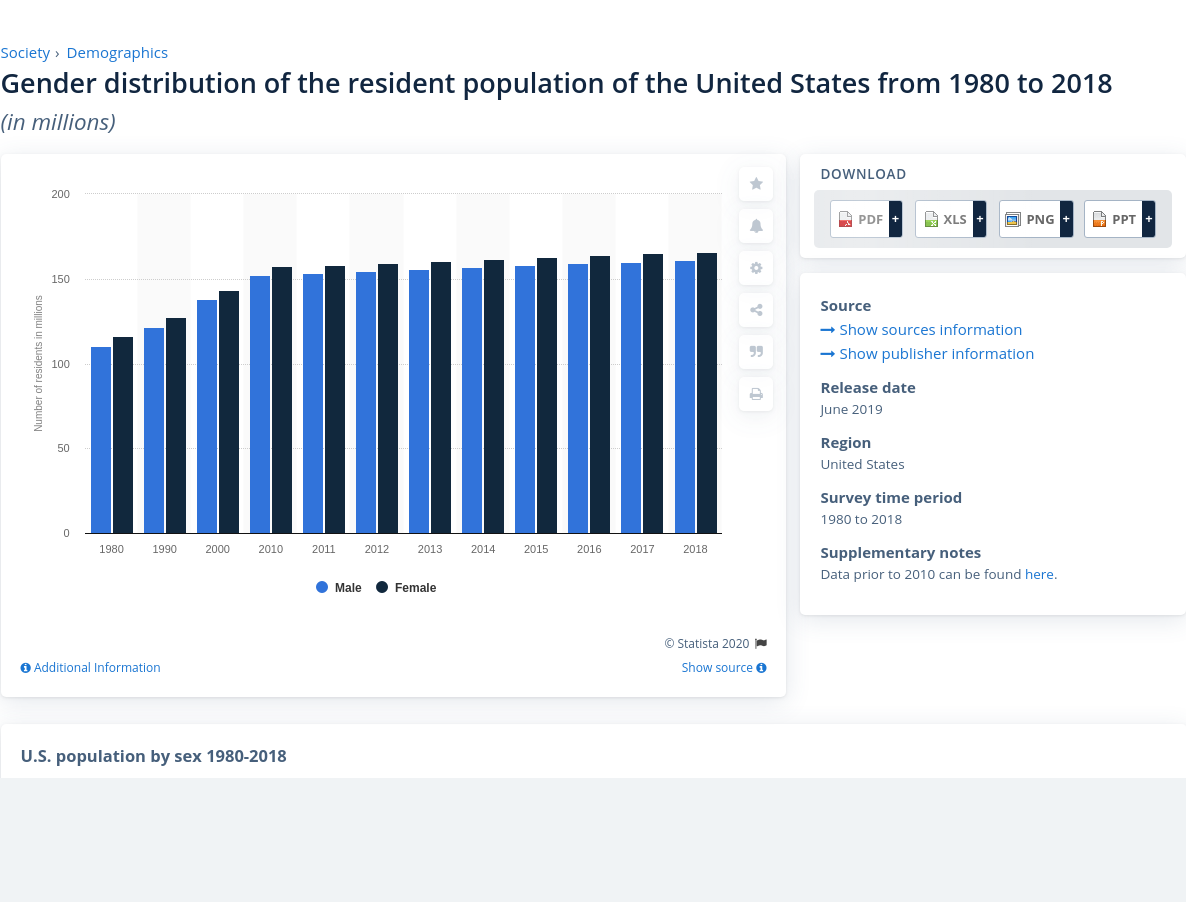 Society › Demographics
Gender distribution of the resident population of the United States from 1980 to 2018
(in millions)
200
150
100
50
0
Number of residents in millions
1980 1990 2000 2010 2011 2012 2013 2014 2015 2016 2017 2018
Male Female
© Statista 2020
Additional Information
Show source
DOWNLOAD
PDF + XLS + PNG + PPT +
Source
Show sources information
Show publisher information
Release date
June 2019
Region
United States
Survey time period
1980 to 2018
Supplementary notes
Data prior to 2010 can be found here.
U.S. population by sex 1980-2018